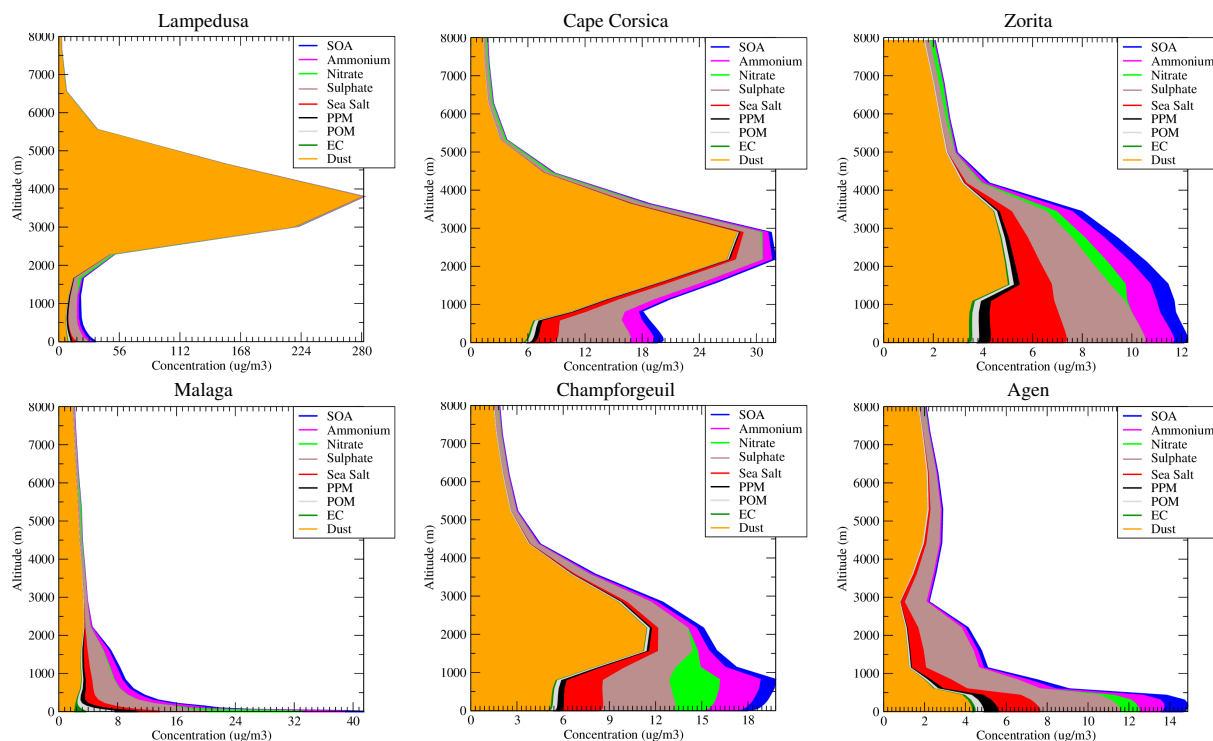 Lampedusa
8000
7000
6000
5000
4000
3000
2000
1000
0
Altitude (m)
0 56 112 168 224 280
Concentration (ug/m3)
SOA
Ammonium
Nitrate
Sulphate
Sea Salt
PPM
POM
EC
Dust
Cape Corsica
8000
7000
6000
5000
4000
3000
2000
1000
0
Altitude (m)
0 6 12 18 24 30
Concentration (ug/m3)
SOA
Ammonium
Nitrate
Sulphate
Sea Salt
PPM
POM
EC
Dust
Zorita
8000
7000
6000
5000
4000
3000
2000
1000
0
Altitude (m)
0 2 4 6 8 10 12
Concentration (ug/m3)
SOA
Ammonium
Nitrate
Sulphate
Sea Salt
PPM
POM
EC
Dust
Malaga
8000
7000
6000
5000
4000
3000
2000
1000
0
Altitude (m)
0 8 16 24 32 40
Concentration (ug/m3)
SOA
Ammonium
Nitrate
Sulphate
Sea Salt
PPM
POM
EC
Dust
Champforgeuil
8000
7000
6000
5000
4000
3000
2000
1000
0
Altitude (m)
0 3 6 9 12 15 18
Concentration (ug/m3)
SOA
Ammonium
Nitrate
Sulphate
Sea Salt
PPM
POM
EC
Dust
Agen
8000
7000
6000
5000
4000
3000
2000
1000
0
Altitude (m)
0 2 4 6 8 10 12 14
Concentration (ug/m3)
SOA
Ammonium
Nitrate
Sulphate
Sea Salt
PPM
POM
EC
Dust